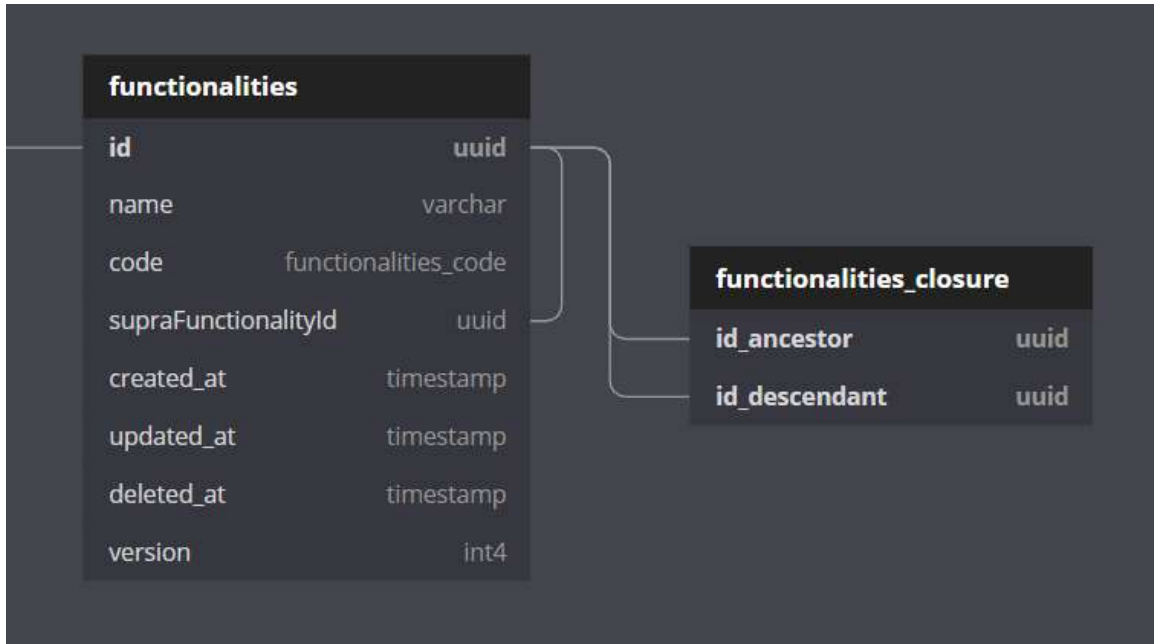 functionalities
id uuid
name varchar
code functionalities_code
supraFunctionalityId uuid
created_at timestamp
updated_at timestamp
deleted_at timestamp
version int4
functionalities_closure
id_ancestor uuid
id_descendant uuid